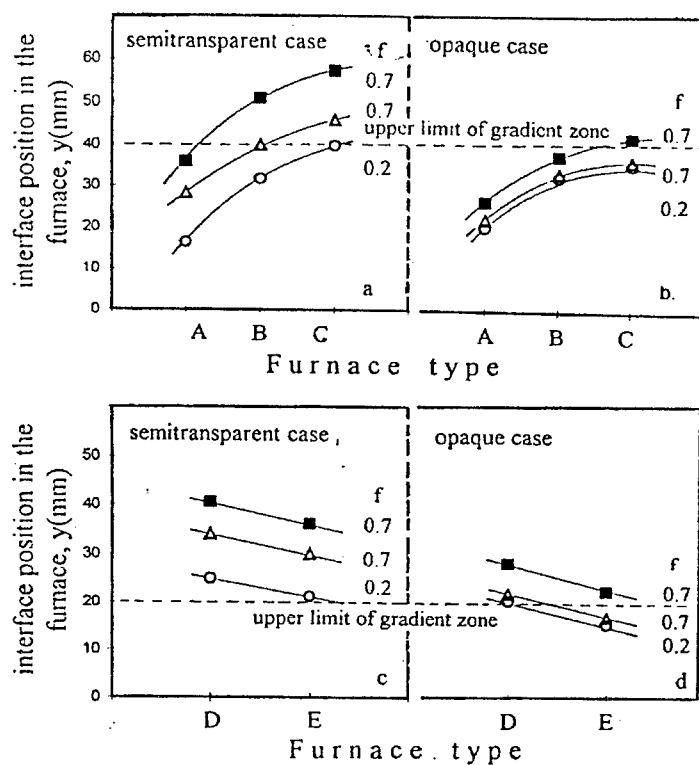 semitransparent case
f
0.7
0.7
0.2
60
50
40
30
20
10
0
interface position in the
furnace, y(mm)
a
A B C
opaque case
f
0.7
0.7
0.2
upper limit of gradient zone
b.
A B C
Furnace type
semitransparent case
f
0.7
0.7
0.2
50
40
30
20
10
0
interface position in the
furnace, y(mm)
c
D E
opaque case
f
0.7
0.7
0.2
upper limit of gradient zone
d
D E
Furnace. type